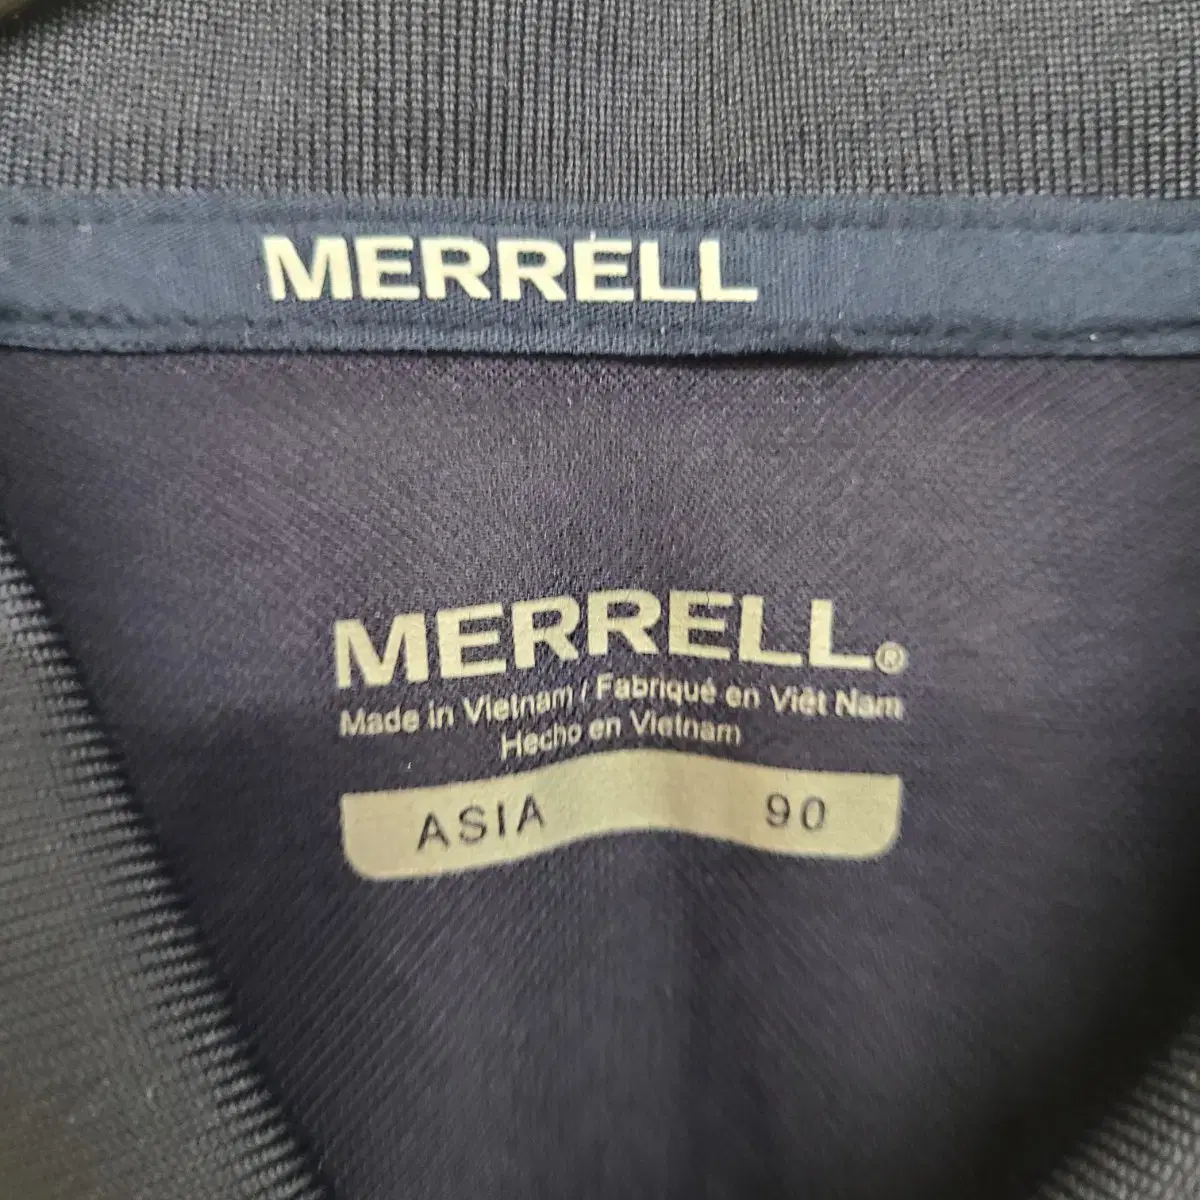 MERRELL
MERRELL®
Made in Vietnam / Fabriqué en Viêt Nam
Hecho en Vietnam
ASIA 90